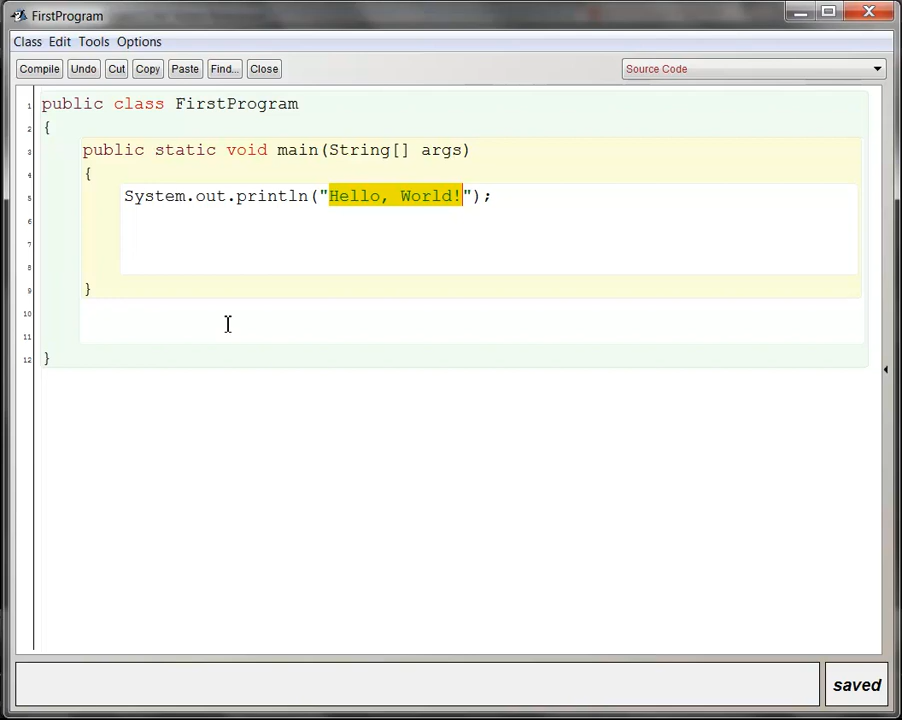 FirstProgram
Class Edit Tools Options
Compile Undo Cut Copy Paste Find... Close Source Code
1 public class FirstProgram
2 {
3 public static void main(String[] args)
4 {
5 System.out.println("Hello, World!");
6
7
8
9 }
10
11
12 }
saved